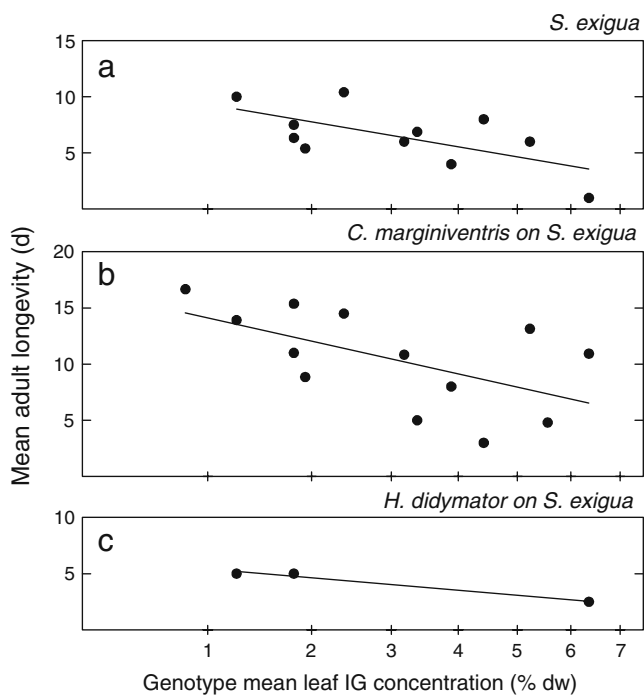 S. exigua
15
a
10
5
C. marginiventris on S. exigua
20
b
15
10
5
Mean adult longevity (d)
H. didymator on S. exigua
10
c
5
1 2 3 4 5 6 7
Genotype mean leaf IG concentration (% dw)